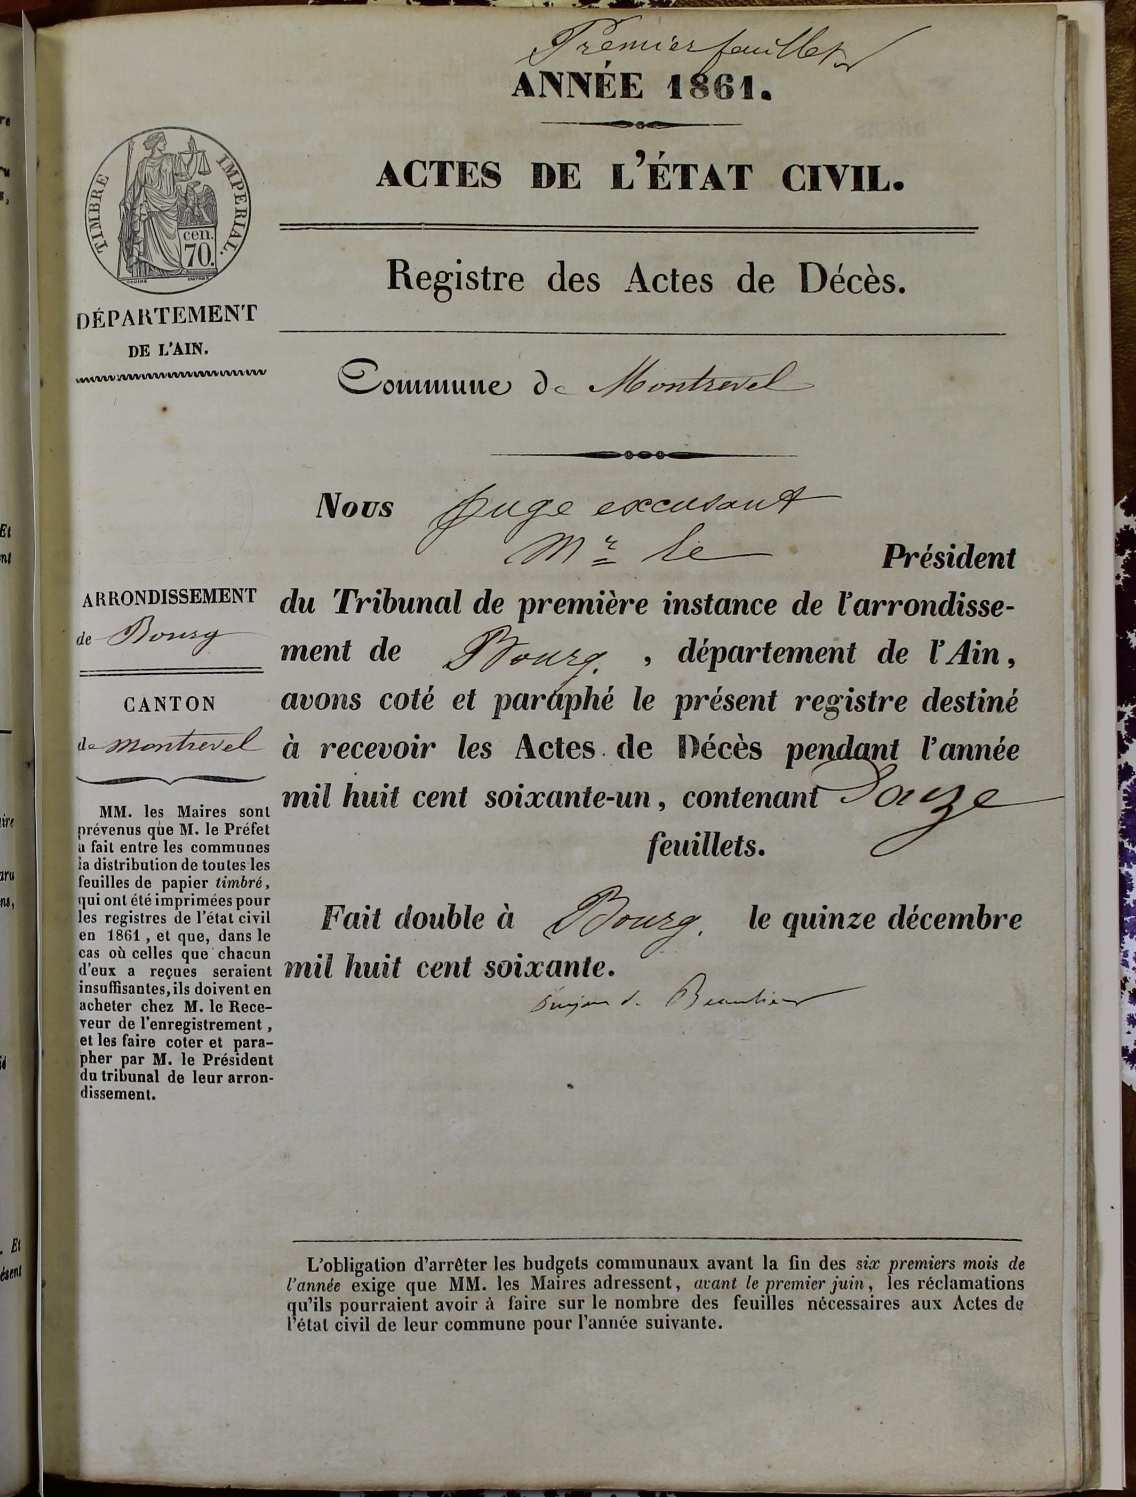 Premier feuillet
ANNÉE 1861.
ACTES DE L'ÉTAT CIVIL.
TIMBRE IMPERIAL.
cen.
70.
DÉPARTEMENT
DE L'AIN.
Registre des Actes de Décès.
Commune de Montrevel
Nous juge excusant
Mr le Président
du Tribunal de première instance de l'arrondisse-
ment de Bourg, département de l'Ain,
avons coté et paraphé le présent registre destiné
à recevoir les Actes de Décès pendant l'année
mil huit cent soixante-un, contenant Douze
feuillets.
Fait double à Bourg. le quinze décembre
mil huit cent soixante.
de Beaulieu
ARRONDISSEMENT
de Bourg
CANTON
de Montrevel
MM. les Maires sont
prévenus que M. le Préfet
a fait entre les communes
la distribution de toutes les
feuilles de papier timbré,
qui ont été imprimées pour
les registres de l'état civil
en 1861, et que, dans le
cas où celles que chacun
d'eux a reçues seraient
insuffisantes, ils doivent en
acheter chez M. le Rece-
veur de l'enregistrement,
et les faire coter et para-
pher par M. le Président
du tribunal de leur arron-
dissement.
L'obligation d'arrêter les budgets communaux avant la fin des six premiers mois de
l'année exige que MM. les Maires adressent, avant le premier juin, les réclamations
qu'ils pourraient avoir à faire sur le nombre des feuilles nécessaires aux Actes de
l'état civil de leur commune pour l'année suivante.